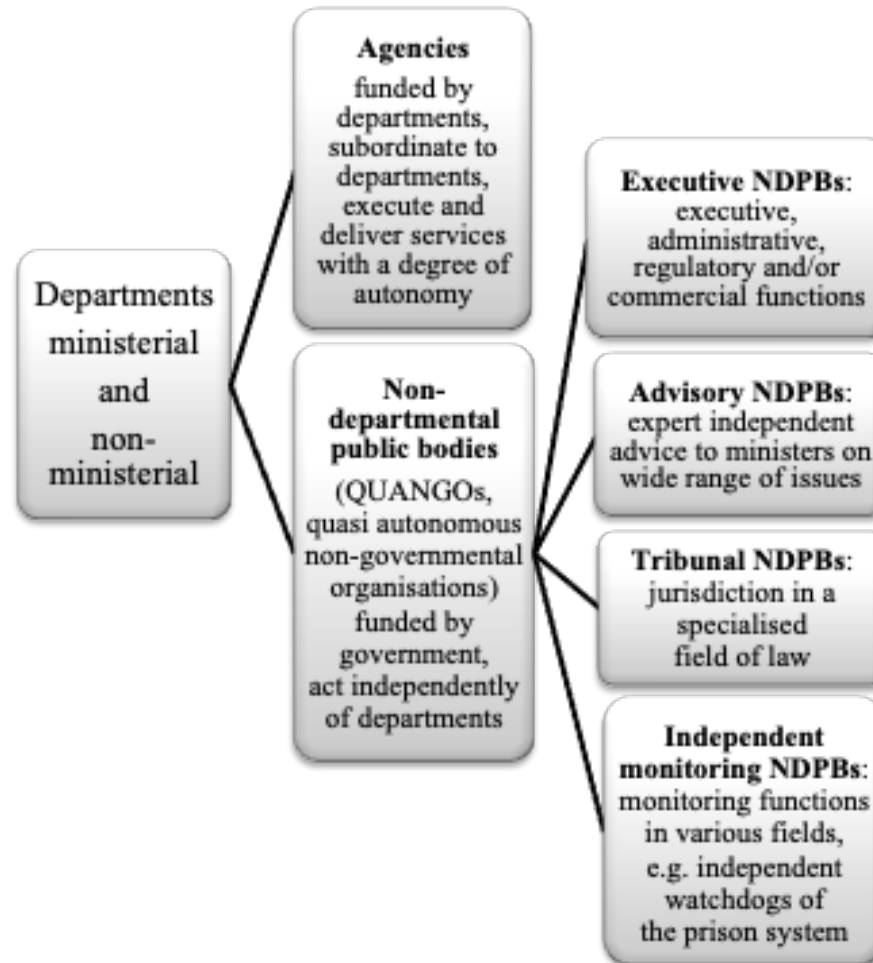 Departments
ministerial
and
non-
ministerial
Agencies
funded by
departments,
subordinate to
departments,
execute and
deliver services
with a degree of
autonomy
Non-
departmental
public bodies
(QUANGOs,
quasi autonomous
non-governmental
organisations)
funded by
government,
act independently
of departments
Executive NDPBs:
executive,
administrative,
regulatory and/or
commercial functions
Advisory NDPBs:
expert independent
advice to ministers on
wide range of issues
Tribunal NDPBs:
jurisdiction in a
specialised
field of law
Independent
monitoring NDPBs:
monitoring functions
in various fields,
e.g. independent
watchdogs of
the prison system